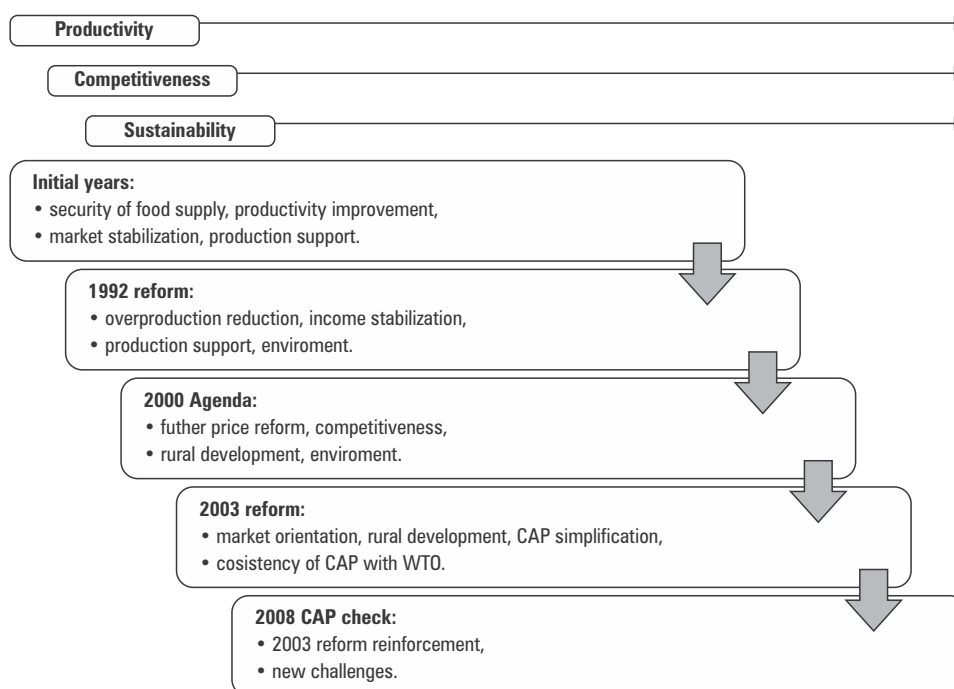 Productivity
Competitiveness
Sustainability
Initial years:
• security of food supply, productivity improvement,
• market stabilization, production support.
1992 reform:
• overproduction reduction, income stabilization,
• production support, enviroment.
2000 Agenda:
• futher price reform, competitiveness,
• rural development, enviroment.
2003 reform:
• market orientation, rural development, CAP simplification,
• cosistency of CAP with WTO.
2008 CAP check:
• 2003 reform reinforcement,
• new challenges.